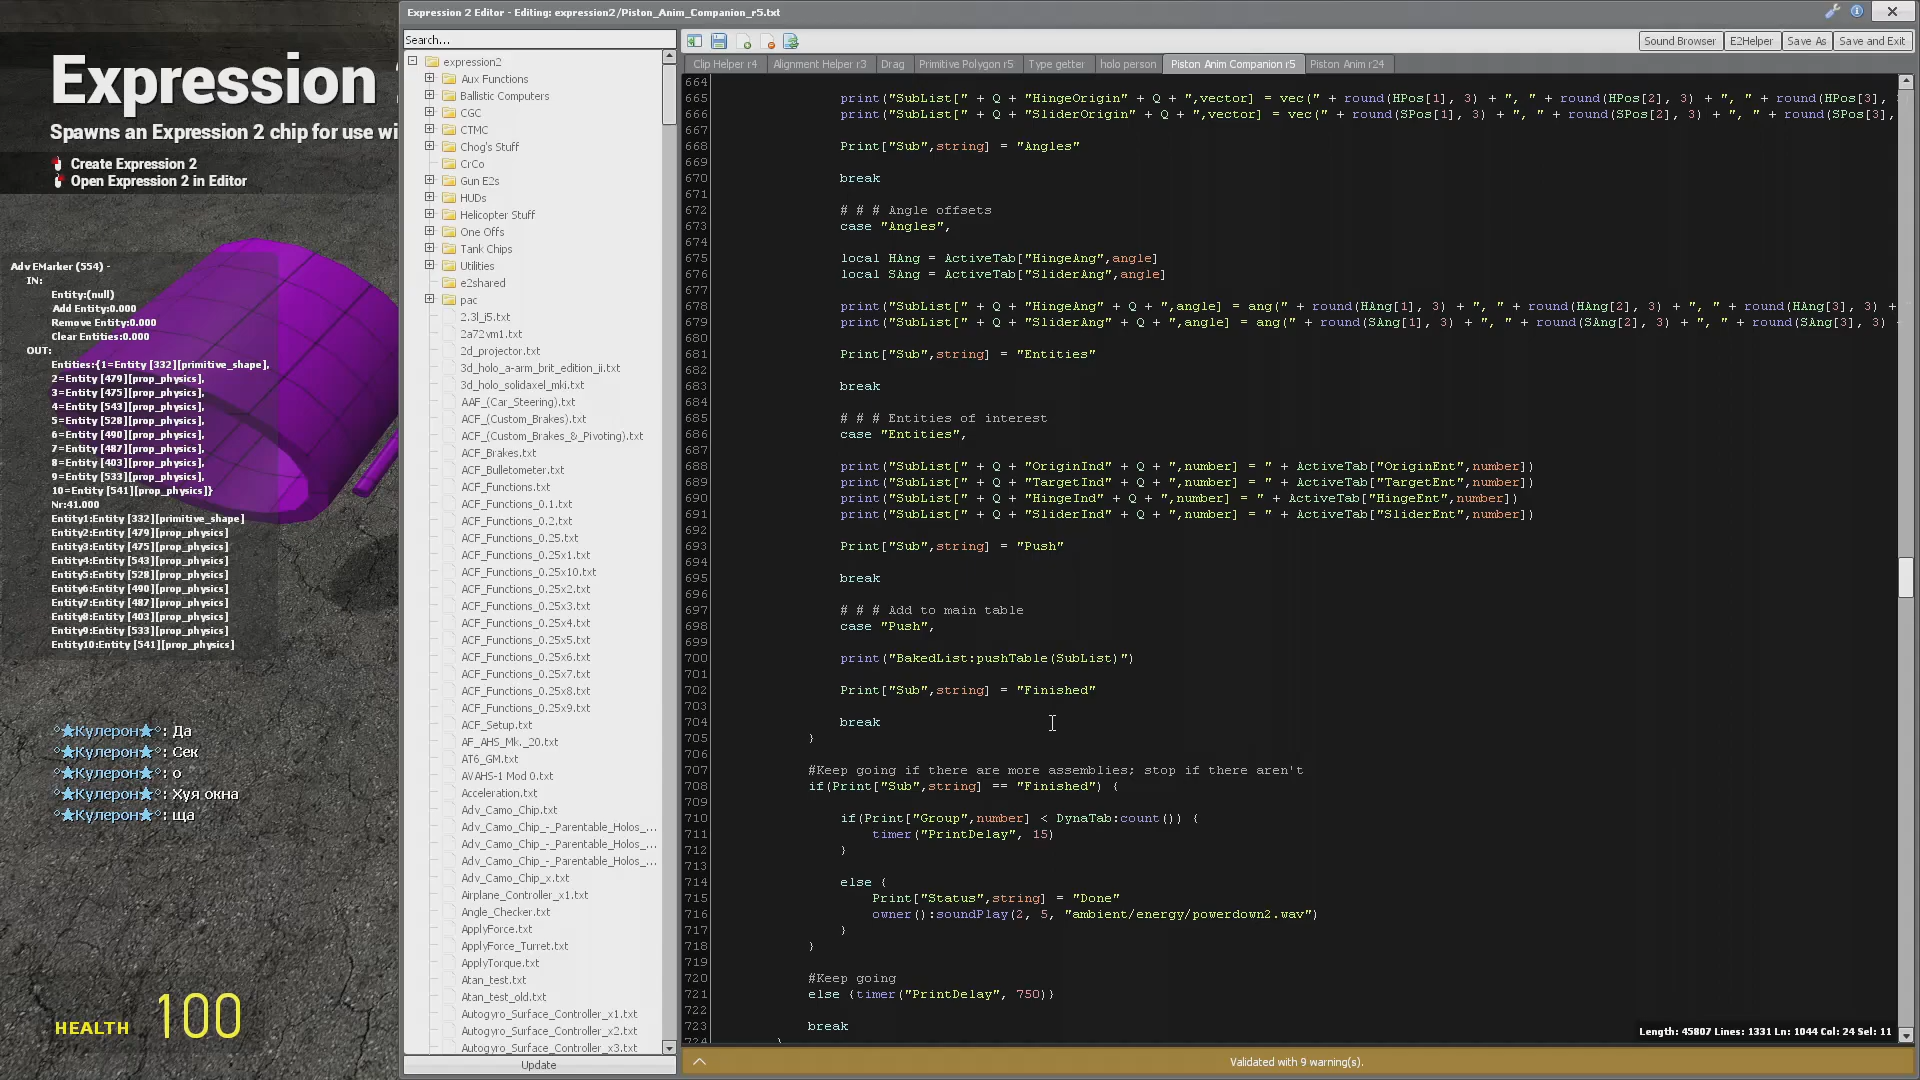 Expression 2 Editor - Editing: expression2/Piston_Anim_Companion_r5.txt
Expression
Spawns an Expression 2 chip for use wi
Create Expression 2
Open Expression 2 in Editor
Adv EMarker (554) -
IN:
Entity:(null)
Add Entity:0.000
Remove Entity:0.000
Clear Entities:0.000
OUT:
Entities:{1=Entity [332][primitive_shape],
2=Entity [479][prop_physics],
3=Entity [475][prop_physics],
4=Entity [543][prop_physics],
5=Entity [528][prop_physics],
6=Entity [490][prop_physics],
7=Entity [487][prop_physics],
8=Entity [403][prop_physics],
9=Entity [533][prop_physics],
10=Entity [541][prop_physics]}
Nr:41.000
Entity1:Entity [332][primitive_shape]
Entity2:Entity [479][prop_physics]
Entity3:Entity [475][prop_physics]
Entity4:Entity [543][prop_physics]
Entity5:Entity [528][prop_physics]
Entity6:Entity [490][prop_physics]
Entity7:Entity [487][prop_physics]
Entity8:Entity [403][prop_physics]
Entity9:Entity [533][prop_physics]
Entity10:Entity [541][prop_physics]
°★Кулерон★°: Да
°★Кулерон★°: Сек
°★Кулерон★°: о
°★Кулерон★°: Хуя окна
°★Кулерон★°: ща
HEALTH 100
Search...
expression2
Aux Functions
Ballistic Computers
CGC
CTMC
Chog's Stuff
CrCo
Gun E2s
HUDs
Helicopter Stuff
One Offs
Tank Chips
Utilities
e2shared
pac
2.3l_i5.txt
2a72vm1.txt
2d_projector.txt
3d_holo_a-arm_brit_edition_ii.txt
3d_holo_solidaxel_mki.txt
AAF_(Car_Steering).txt
ACF_(Custom_Brakes).txt
ACF_(Custom_Brakes_&_Pivoting).txt
ACF_Brakes.txt
ACF_Bulletometer.txt
ACF_Functions.txt
ACF_Functions_0.1.txt
ACF_Functions_0.2.txt
ACF_Functions_0.25.txt
ACF_Functions_0.25x1.txt
ACF_Functions_0.25x10.txt
ACF_Functions_0.25x2.txt
ACF_Functions_0.25x3.txt
ACF_Functions_0.25x4.txt
ACF_Functions_0.25x5.txt
ACF_Functions_0.25x6.txt
ACF_Functions_0.25x7.txt
ACF_Functions_0.25x8.txt
ACF_Functions_0.25x9.txt
ACF_Setup.txt
AF_AHS_Mk._20.txt
AT6_GM.txt
AVAHS-1 Mod 0.txt
Acceleration.txt
Adv_Camo_Chip.txt
Adv_Camo_Chip_-_Parentable_Holos_...
Adv_Camo_Chip_-_Parentable_Holos_...
Adv_Camo_Chip_-_Parentable_Holos_...
Adv_Camo_Chip_x.txt
Airplane_Controller_x1.txt
Angle_Checker.txt
ApplyForce.txt
ApplyForce_Turret.txt
ApplyTorque.txt
Atan_test.txt
Atan_test_old.txt
Autogyro_Surface_Controller_x1.txt
Autogyro_Surface_Controller_x2.txt
Autogyro_Surface_Controller_x3.txt
Update
Sound Browser E2Helper Save As Save and Exit
Clip Helper r4 Alignment Helper r3 Drag Primitive Polygon r5 Type getter holo person Piston Anim Companion r5 Piston Anim r24
664
665 print("SubList[" + Q + "HingeOrigin" + Q + ",vector] = vec(" + round(HPos[1], 3) + ", " + round(HPos[2], 3) + ", " + round(HPos[3],
666 print("SubList[" + Q + "SliderOrigin" + Q + ",vector] = vec(" + round(SPos[1], 3) + ", " + round(SPos[2], 3) + ", " + round(SPos[3],
667
668 Print["Sub",string] = "Angles"
669
670 break
671
672 # # # Angle offsets
673 case "Angles",
674
675 local HAng = ActiveTab["HingeAng",angle]
676 local SAng = ActiveTab["SliderAng",angle]
677
678 print("SubList[" + Q + "HingeAng" + Q + ",angle] = ang(" + round(HAng[1], 3) + ", " + round(HAng[2], 3) + ", " + round(HAng[3], 3) +
679 print("SubList[" + Q + "SliderAng" + Q + ",angle] = ang(" + round(SAng[1], 3) + ", " + round(SAng[2], 3) + ", " + round(SAng[3], 3)
680
681 Print["Sub",string] = "Entities"
682
683 break
684
685 # # # Entities of interest
686 case "Entities",
687
688 print("SubList[" + Q + "OriginInd" + Q + ",number] = " + ActiveTab["OriginEnt",number])
689 print("SubList[" + Q + "TargetInd" + Q + ",number] = " + ActiveTab["TargetEnt",number])
690 print("SubList[" + Q + "HingeInd" + Q + ",number] = " + ActiveTab["HingeEnt",number])
691 print("SubList[" + Q + "SliderInd" + Q + ",number] = " + ActiveTab["SliderEnt",number])
692
693 Print["Sub",string] = "Push"
694
695 break
696
697 # # # Add to main table
698 case "Push",
699
700 print("BakedList:pushTable(SubList)")
701
702 Print["Sub",string] = "Finished"
703
704 break
705 }
706
707 #Keep going if there are more assemblies; stop if there aren't
708 if(Print["Sub",string] == "Finished") {
709
710 if(Print["Group",number] < DynaTab:count()) {
711 timer("PrintDelay", 15)
712 }
713
714 else {
715 Print["Status",string] = "Done"
716 owner():soundPlay(2, 5, "ambient/energy/powerdown2.wav")
717 }
718 }
719
720 #Keep going
721 else {timer("PrintDelay", 750)}
722
723 break
Length: 45807 Lines: 1331 Ln: 1044 Col: 24 Sel: 11
Validated with 9 warning(s).